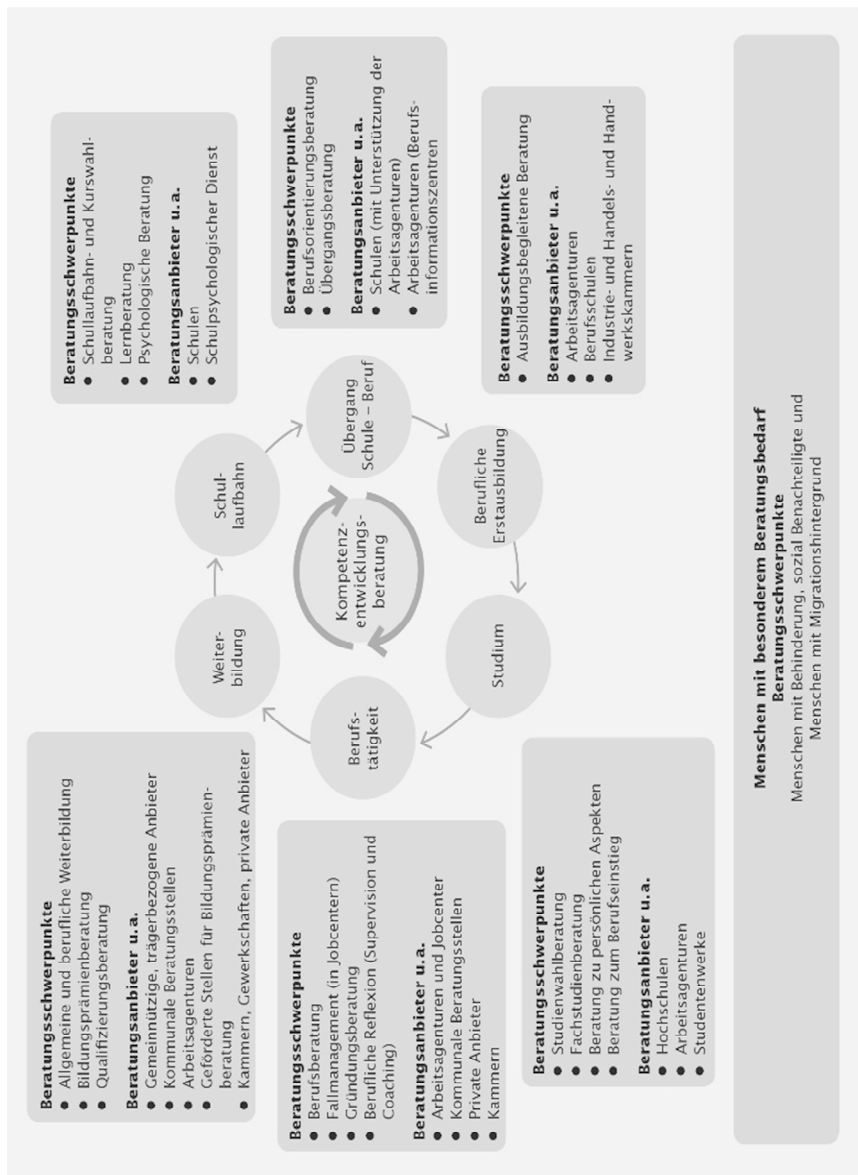 Beratungsschwerpunkte
● Allgemeine und berufliche Weiterbildung
● Bildungsprämienberatung
● Qualifizierungsberatung
Beratungsanbieter u. a.
● Gemeinnützige, trägerbezogene Anbieter
● Kommunale Beratungsstellen
● Arbeitsagenturen
● Geförderte Stellen für Bildungsprämien-
beratung
● Kammern, Gewerkschaften, private Anbieter
Beratungsschwerpunkte
● Schullaufbahn- und Kurswahl-
beratung
● Lernberatung
● Psychologische Beratung
Beratungsanbieter u. a.
● Schulen
● Schulpsychologischer Dienst
Weiter-
bildung
Schul-
laufbahn
Berufs-
tätigkeit
Kompetenz-
entwicklungs-
beratung
Übergang
Schule – Beruf
Studium
Berufliche
Erstausbildung
Beratungsschwerpunkte
● Berufsberatung
● Fallmanagement (in Jobcentern)
● Gründungsberatung
● Berufliche Reflexion (Supervision und
Coaching)
Beratungsanbieter u.a.
● Arbeitsagenturen und Jobcenter
● Kommunale Beratungsstellen
● Private Anbieter
● Kammern
Beratungsschwerpunkte
● Berufsorientierungsberatung
● Übergangsberatung
Beratungsanbieter u. a.
● Schulen (mit Unterstützung der
Arbeitsagenturen)
● Arbeitsagenturen (Berufs-
informationszentren
Beratungsschwerpunkte
● Studienwahlberatung
● Fachstudienberatung
● Beratung zu persönlichen Aspekten
● Beratung zum Berufseinstieg
Beratungsanbieter u.a.
● Hochschulen
● Arbeitsagenturen
● Studentenwerke
Beratungsschwerpunkte
● Ausbildungsbegleitene Beratung
Beratungsanbieter u.a.
● Arbeitsagenturen
● Berufsschulen
● Industrie- und Handels- und Hand-
werkskammern
Menschen mit besonderem Beratungsbedarf
Beratungsschwerpunkte
Menschen mit Behinderung, sozial Benachteiligte und
Menschen mit Migrationshintergrund